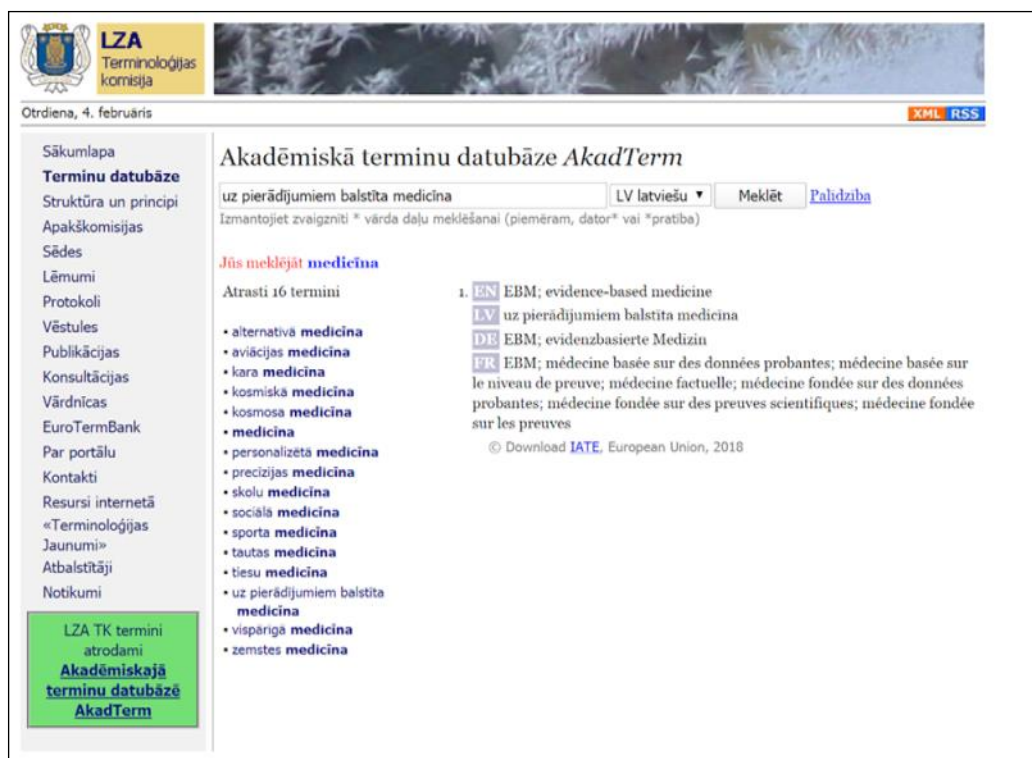 LZA
Terminoloģijas
komisija
Otrdiena, 4. februāris
XML RSS
Sākumlapa
Terminu datubāze
Struktūra un principi
Apakškomisijas
Sēdes
Lēmumi
Protokoli
Vēstules
Publikācijas
Konsultācijas
Vārdnīcas
EuroTermBank
Par portālu
Kontakti
Resursi internetā
«Terminoloģijas
Jaunumi»
Atbalstītāji
Notikumi
LZA TK termini
atrodami
Akadēmiskajā
terminu datubāzē
AkadTerm
Akadēmiskā terminu datubāze AkadTerm
uz pierādījumiem balstīta medicīna LV latviešu ▼ Meklēt Palīdzība
Izmantojiet zvaigznīti * vārda daļu meklēšanai (piemēram, dator* vai *pratība)
Jūs meklējāt medicīna
Atrasti 16 termini
• alternatīvā medicīna
• aviācijas medicīna
• kara medicīna
• kosmiskā medicīna
• kosmosa medicīna
• medicīna
• personalizētā medicīna
• precīzijas medicīna
• skolu medicīna
• sociālā medicīna
• sporta medicīna
• tautas medicīna
• tiesu medicīna
• uz pierādījumiem balstīta
medicīna
• vispārīgā medicīna
• zemstes medicīna
1. EN EBM; evidence-based medicine
LV uz pierādījumiem balstīta medicīna
DE EBM; evidenzbasierte Medizin
FR EBM; médecine basée sur des données probantes; médecine basée sur
le niveau de preuve; médecine factuelle; médecine fondée sur des données
probantes; médecine fondée sur des preuves scientifiques; médecine fondée
sur les preuves
© Download IATE, European Union, 2018